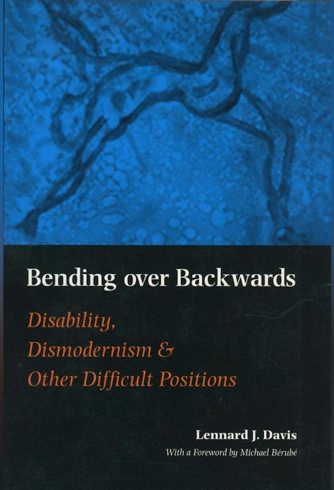 Bending over Backwards
Disability,
Dismodernism &
Other Difficult Positions
Lennard J. Davis
With a Foreword by Michael Bérubé